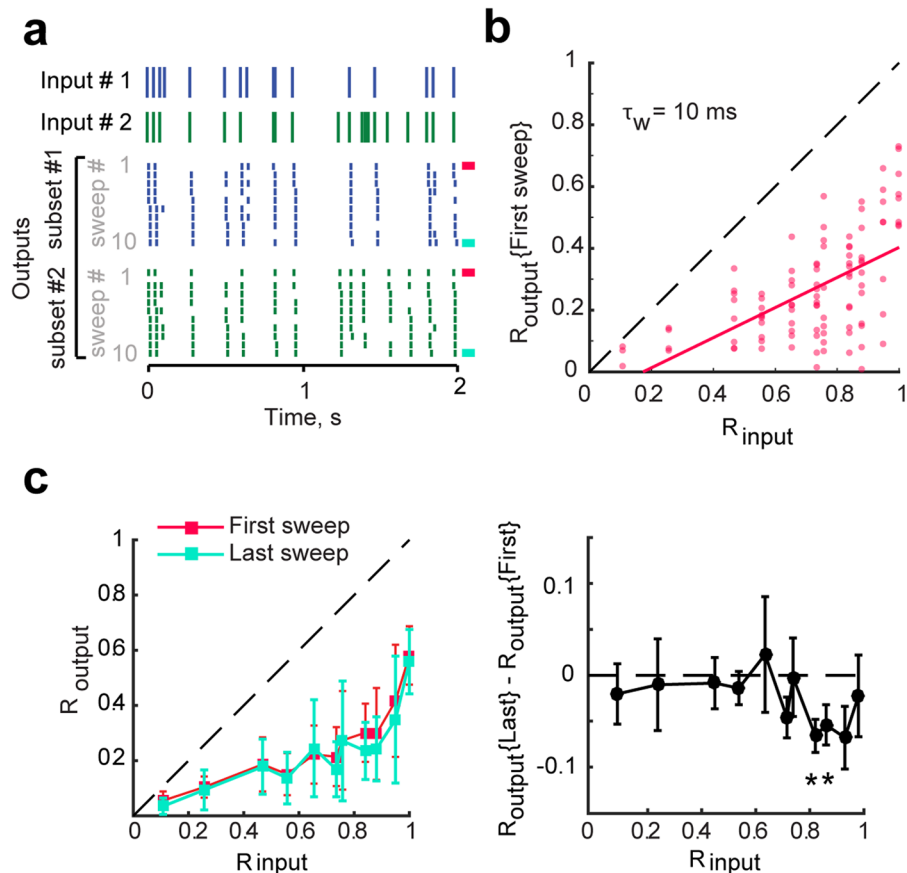 a
Input # 1
Input # 2
Outputs
subset #1
sweep #
1
10
subset #2
sweep #
1
10
0
1
2
Time, s
b
Routput{First sweep}
τw= 10 ms
1
0.8
0.6
0.4
0.2
0
0
0.2
0.4
0.6
0.8
1
Rinput
c
First sweep
Last sweep
Routput
1
0.8
0.6
0.4
02
0
0.2
0.4
0.6
0.8
1
Rinput
Routput{Last} - Routput{First}
0.1
0
-0.1
**
0
0.2
0.4
0.6
0.8
1
Rinput